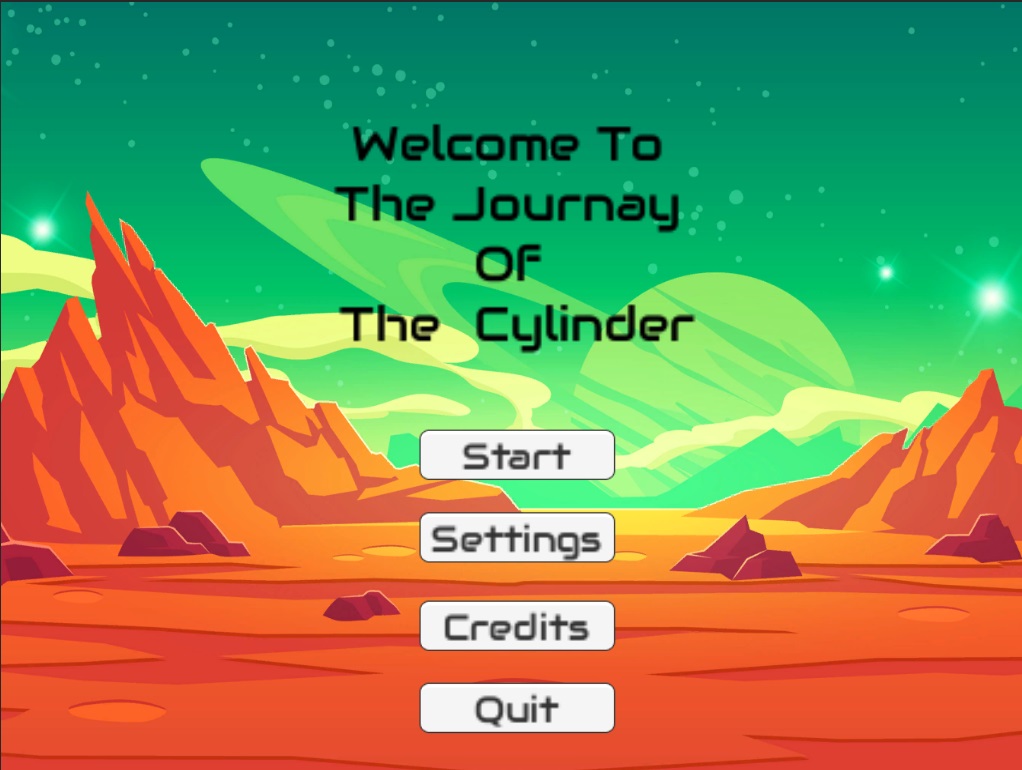 Welcome To
The Journay
Of
The Cylinder
Start
Settings
Credits
Quit